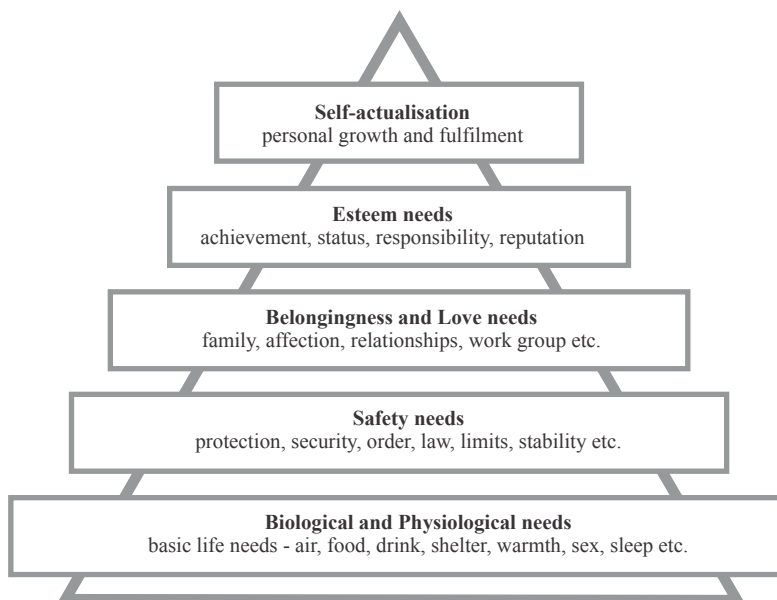 Self-actualisation
personal growth and fulfilment
Esteem needs
achievement, status, responsibility, reputation
Belongingness and Love needs
family, affection, relationships, work group etc.
Safety needs
protection, security, order, law, limits, stability etc.
Biological and Physiological needs
basic life needs - air, food, drink, shelter, warmth, sex, sleep etc.